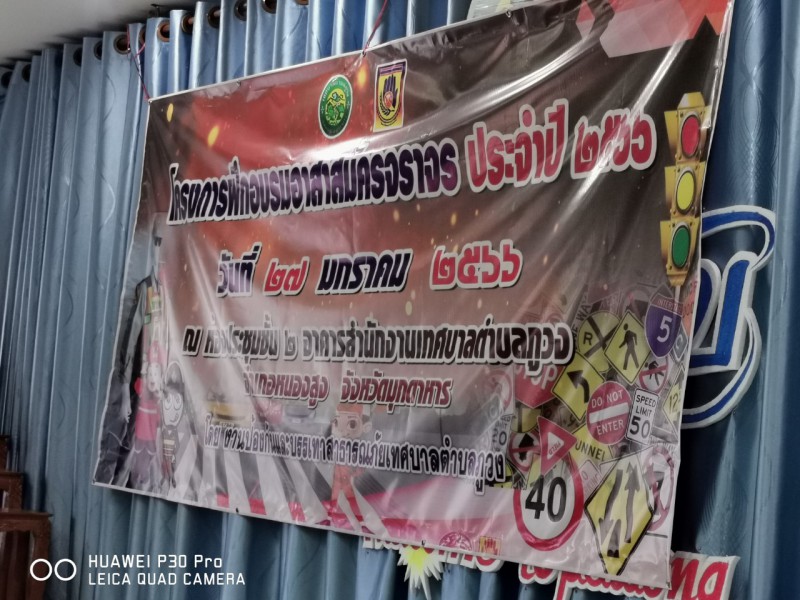 โครงการฝึกอบรมอาสาสมัครจราจร ประจำปี ๒๕๖๖
วันที่ ๒๗ มกราคม ๒๕๖๖
ณ ห้องประชุมชั้น ๒ อาคารสำนักงานเทศบาลตำบลภูวง
อำเภอหนองสูง จังหวัดมุกดาหาร
โดย งานป้องกันและบรรเทาสาธารณภัยเทศบาลตำบลภูวง
5
DO NOT
ENTER
SPEED
LIMIT
50
TUNNEL
40
HUAWEI P30 Pro
LEICA QUAD CAMERA